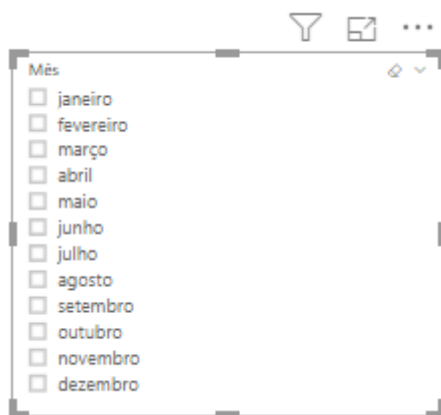 Mês
janeiro
fevereiro
março
abril
maio
junho
julho
agosto
setembro
outubro
novembro
dezembro